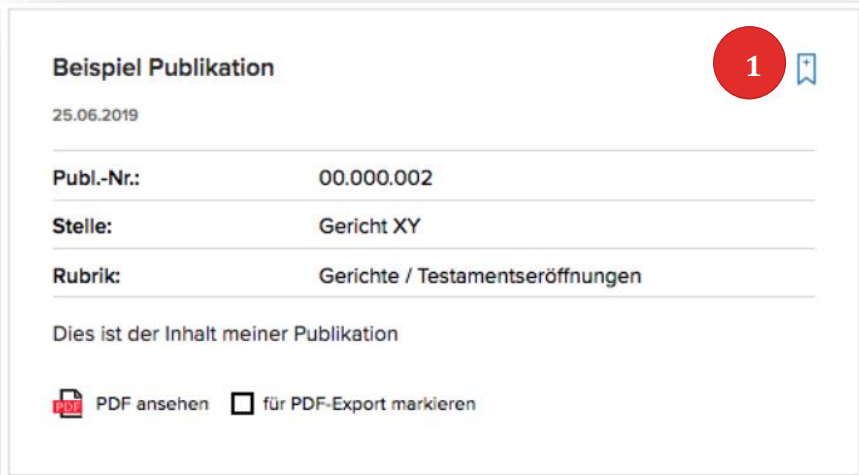 Beispiel Publikation
1
25.06.2019
Publ.-Nr.: 00.000.002
Stelle: Gericht XY
Rubrik: Gerichte / Testamentseröffnungen
Dies ist der Inhalt meiner Publikation
PDF PDF ansehen für PDF-Export markieren